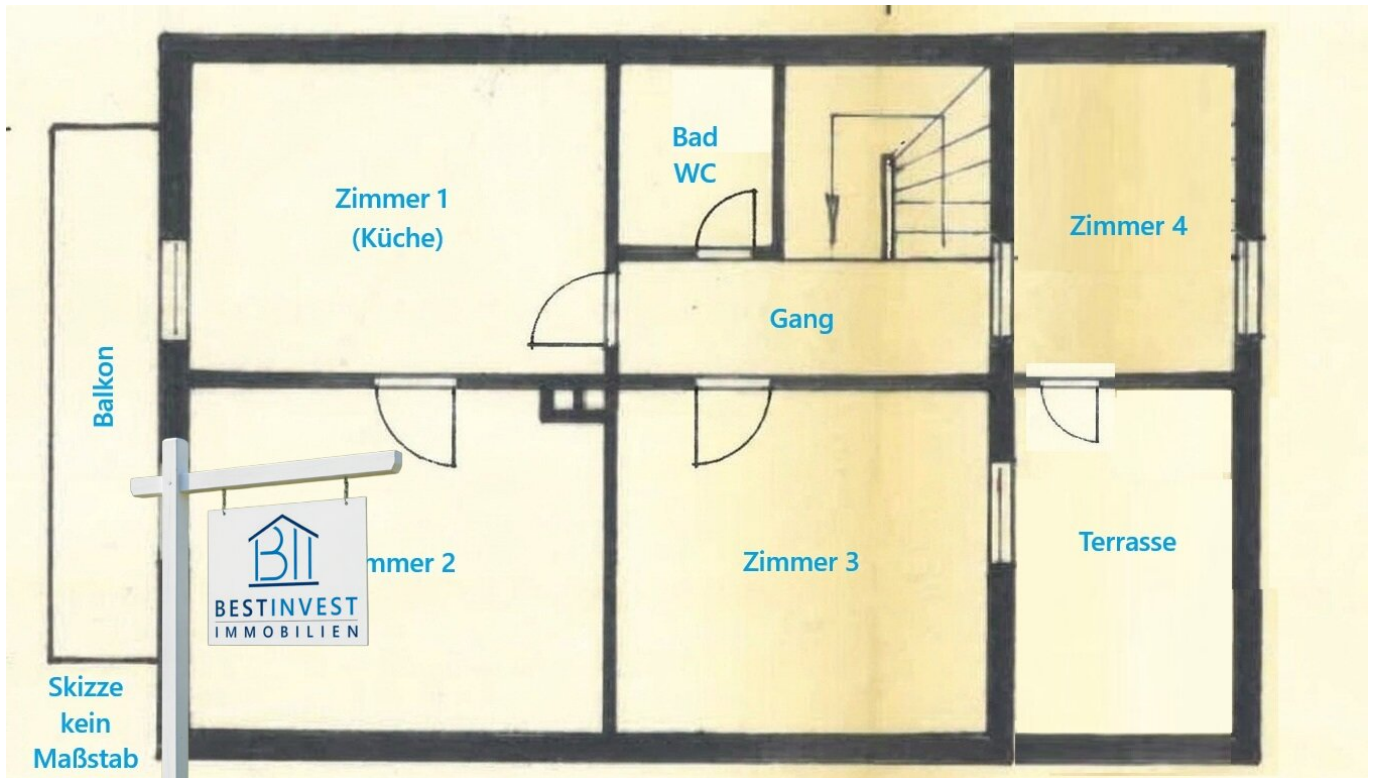 Zimmer 1
(Küche)
Bad
WC
Zimmer 4
Gang
Balkon
mmer 2
Zimmer 3
Terrasse
BESTINVEST
IMMOBILIEN
Skizze
kein
Maßstab